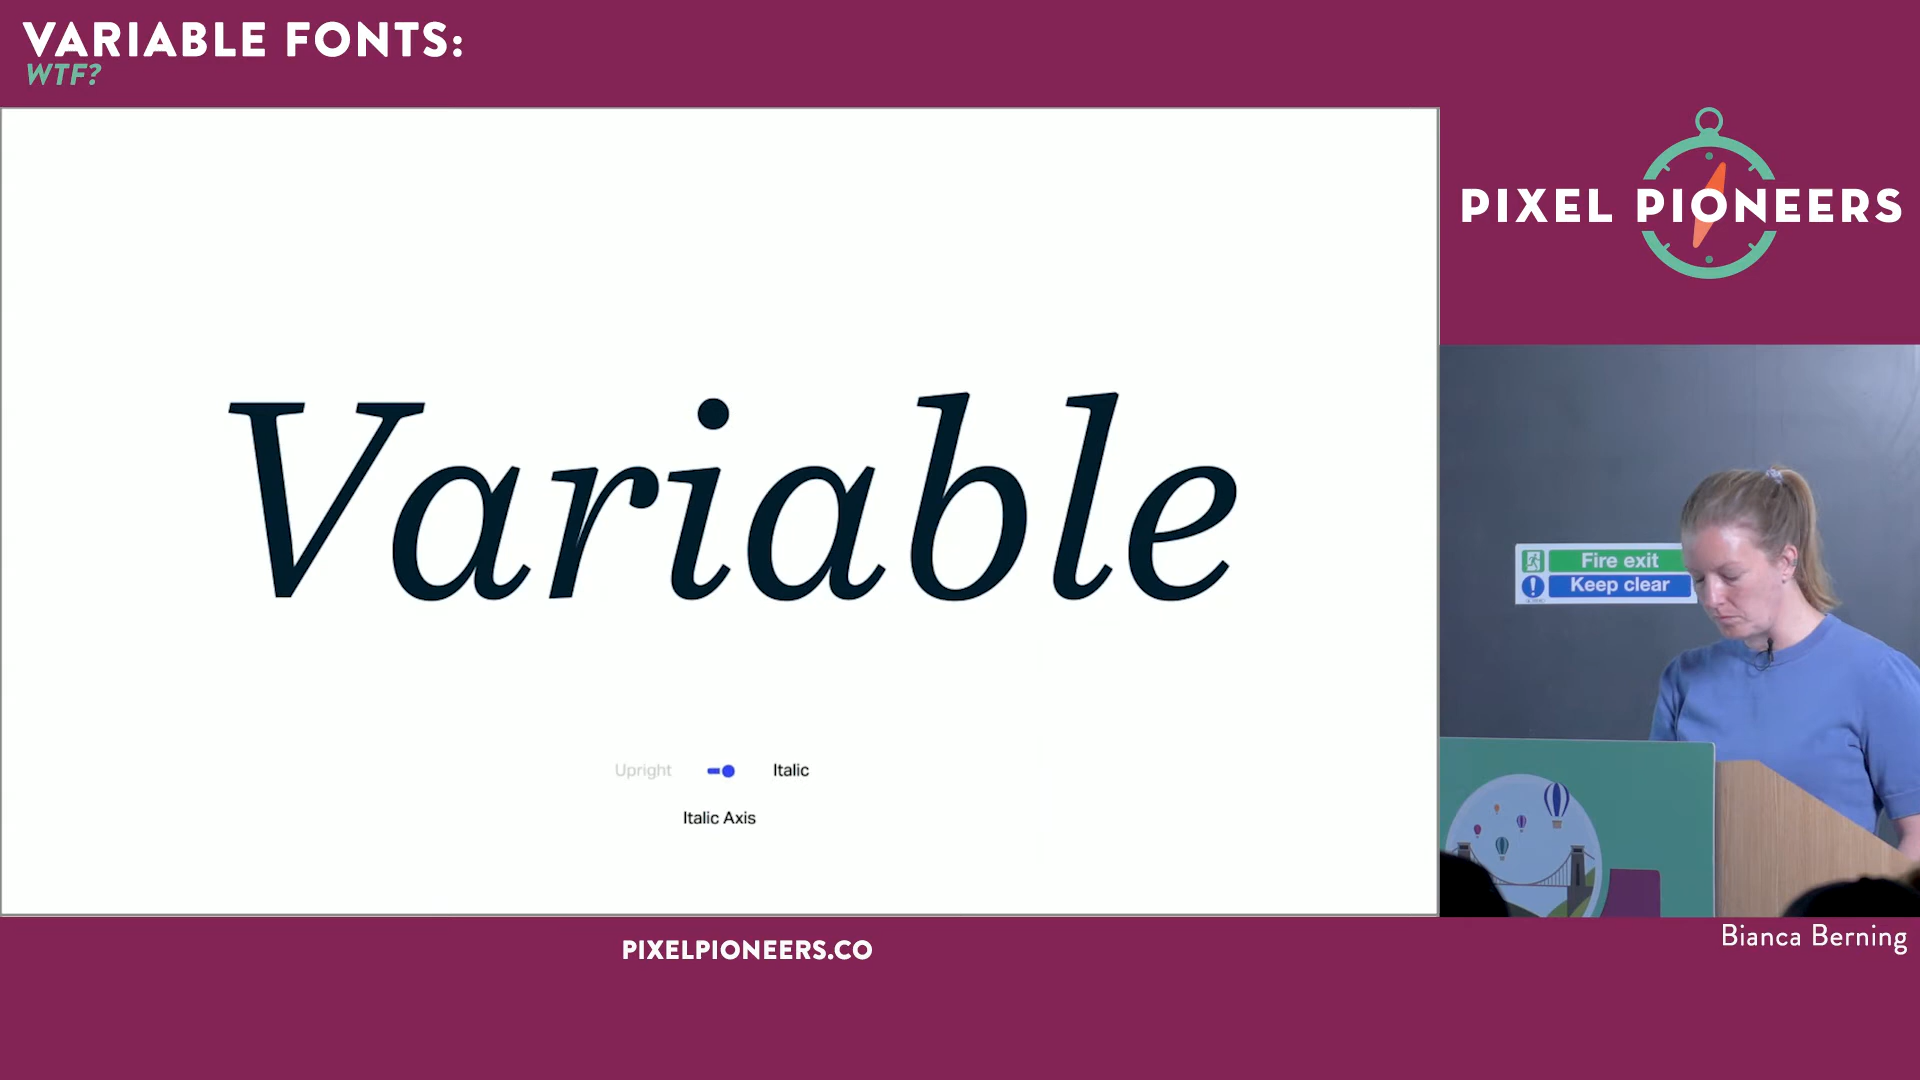 VARIABLE FONTS:
WTF?
PIXEL PIONEERS
Variable
Fire exit
Keep clear
Upright Italic
Italic Axis
Bianca Berning
PIXELPIONEERS.CO